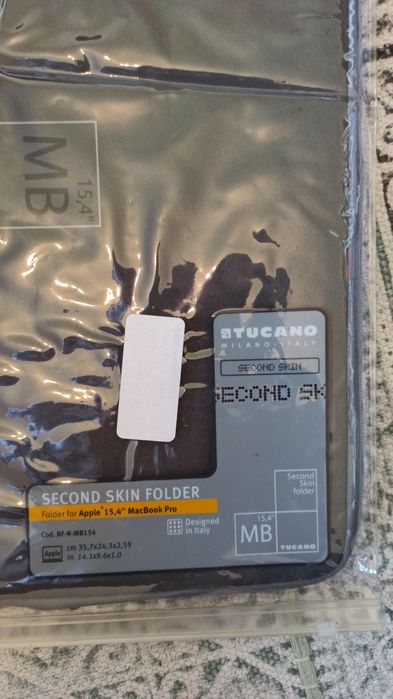 15,4"
MB
TUCANO
MILANO-ITALY
SECOND SKIN
SECOND SK
SECOND SKIN FOLDER
Folder for Apple® 15,4" MacBook Pro
Cod. BF-N-MB154
Designed
in Italy
Apple
cm 35,7x24,3x2,59
in. 14.1x9.6x1.0
Second
Skin
folder
15,4"
MB
TUCANO